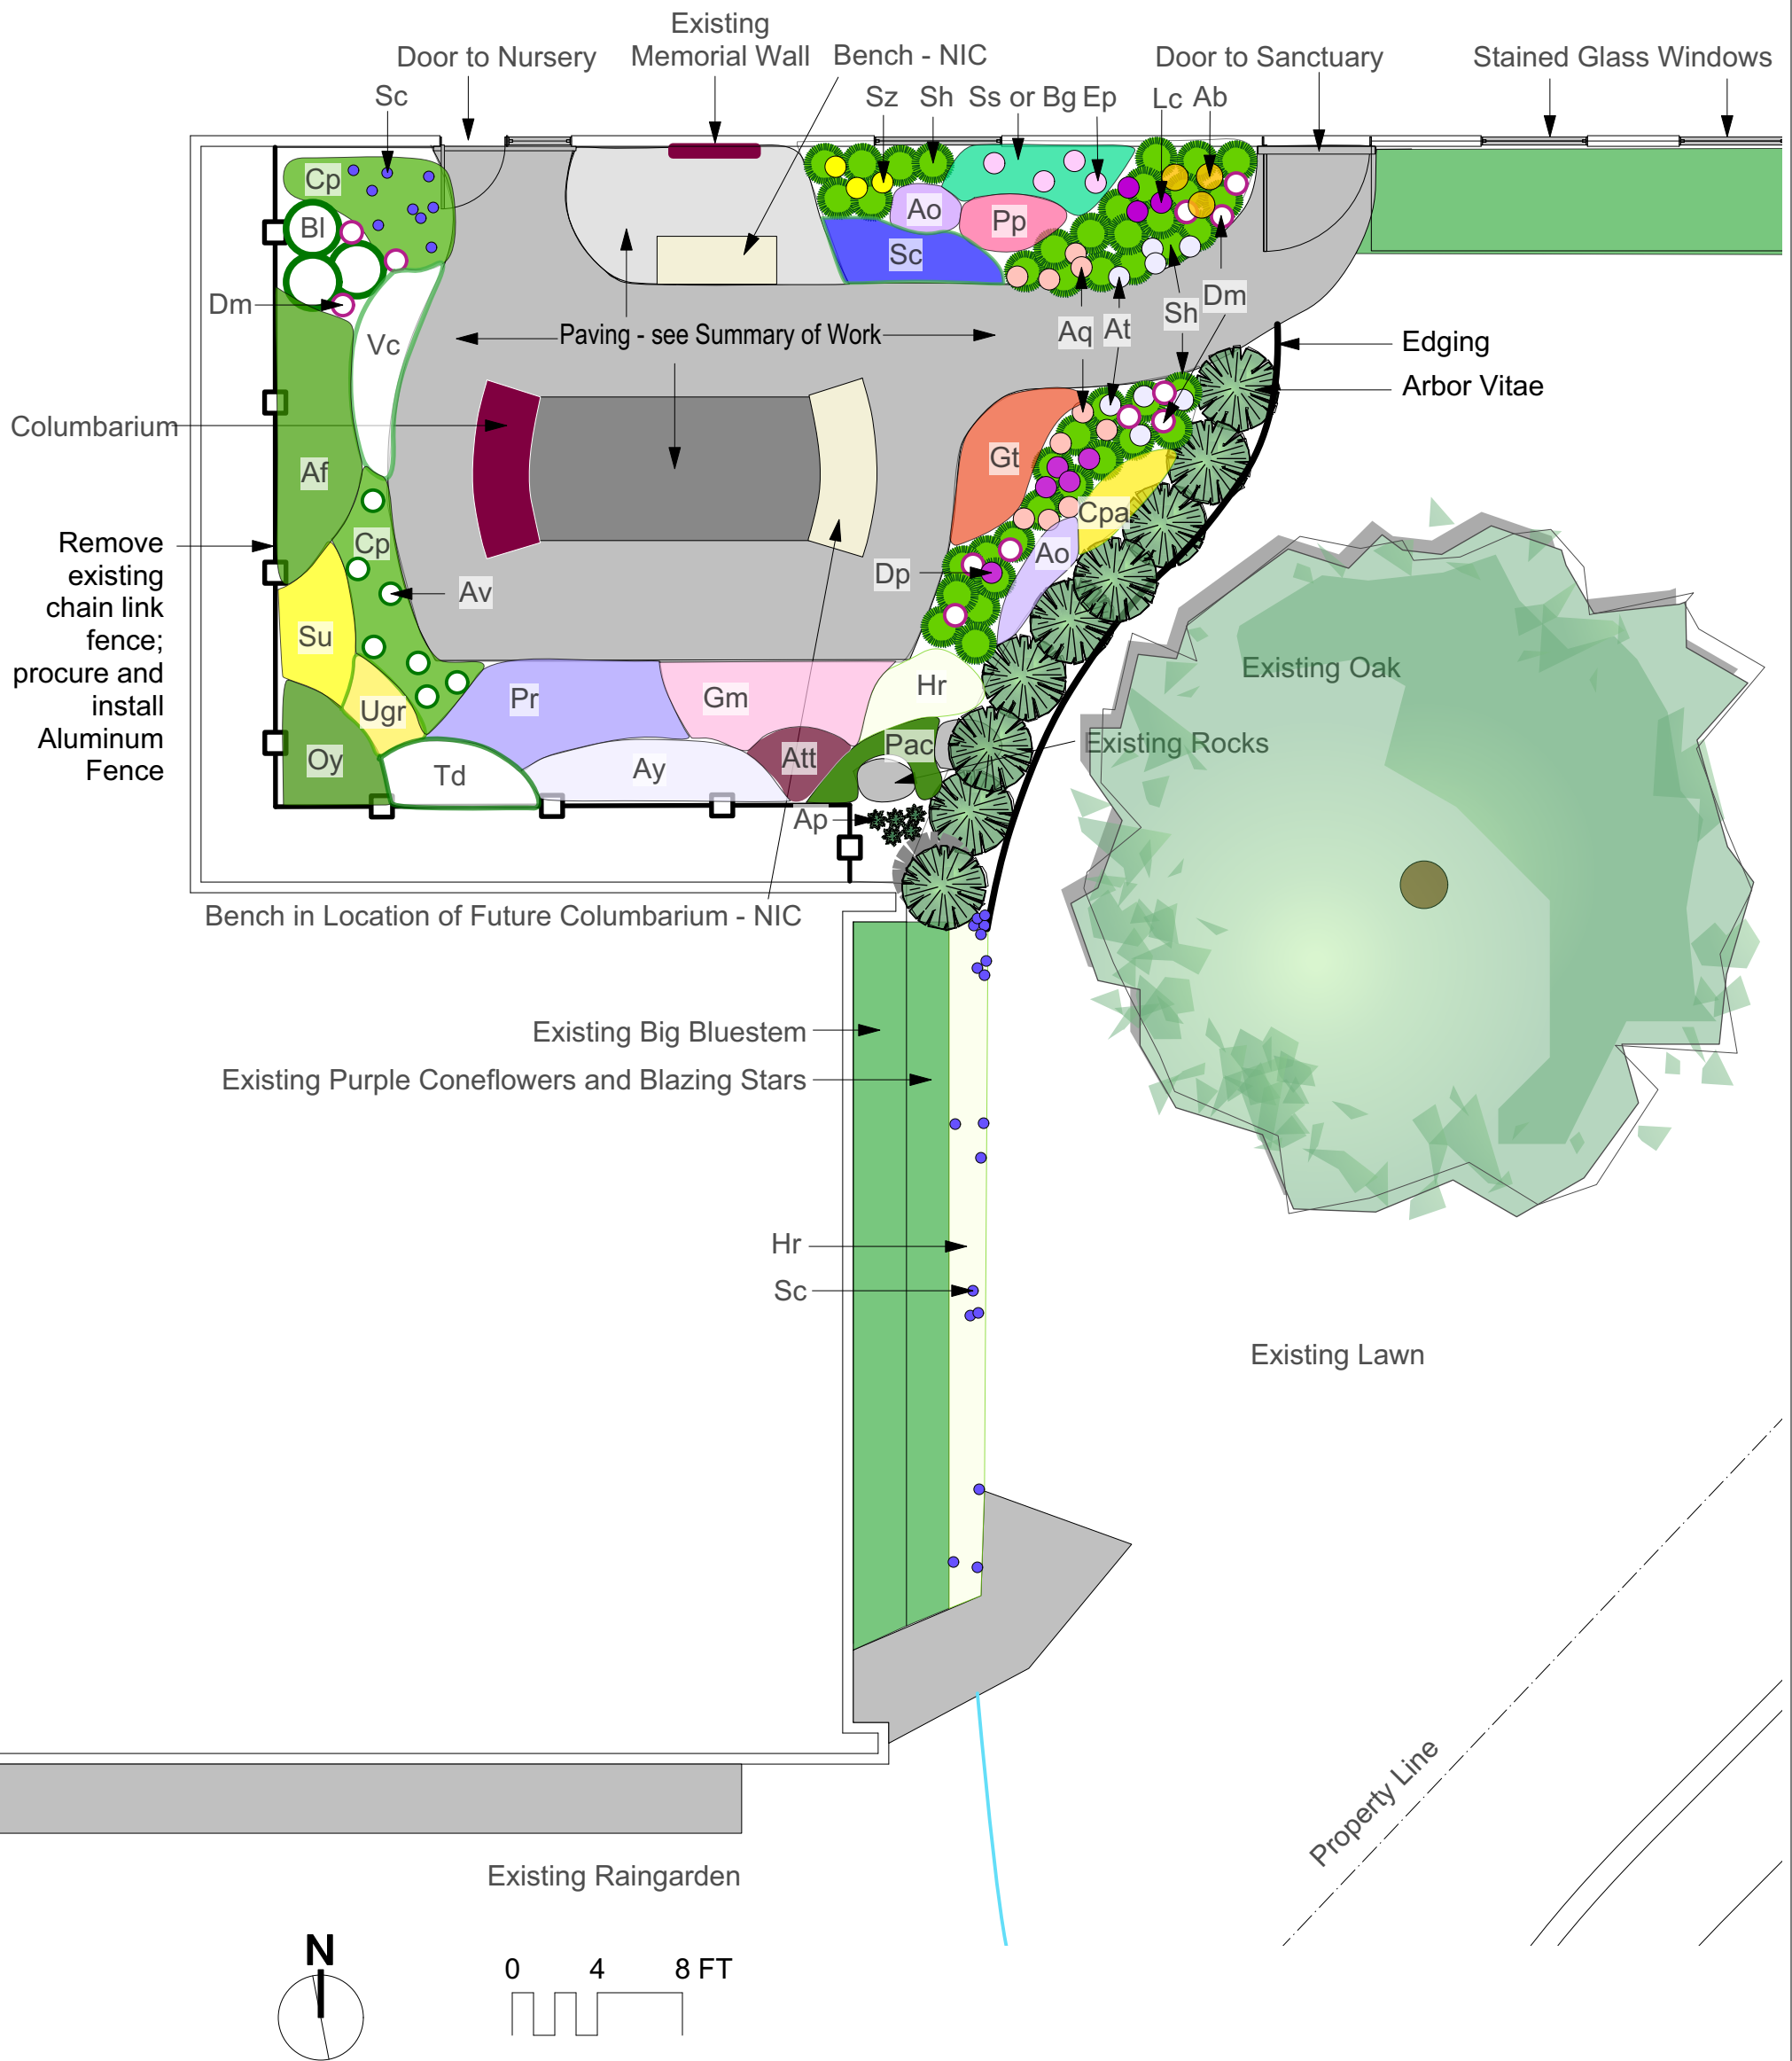 Existing
Memorial Wall
Door to Nursery
Bench - NIC
Door to Sanctuary
Stained Glass Windows
Sc
Sz
Sh
Ss or Bg
Ep
Lc
Ab
Cp
Bl
Ao
Pp
Sc
Dm
Vc
Paving - see Summary of Work
Aq
At
Sh
Dm
Edging
Arbor Vitae
Columbarium
Af
Gt
Cpa
Ao
Cp
Dp
Av
Remove
existing
chain link
fence;
procure and
install
Aluminum
Fence
Su
Ugr
Pr
Gm
Hr
Existing Oak
Oy
Td
Ay
Att
Pac
Existing Rocks
Ap
Bench in Location of Future Columbarium - NIC
Existing Big Bluestem
Existing Purple Coneflowers and Blazing Stars
Hr
Sc
Existing Lawn
Property Line
Existing Raingarden
N
0 4 8 FT